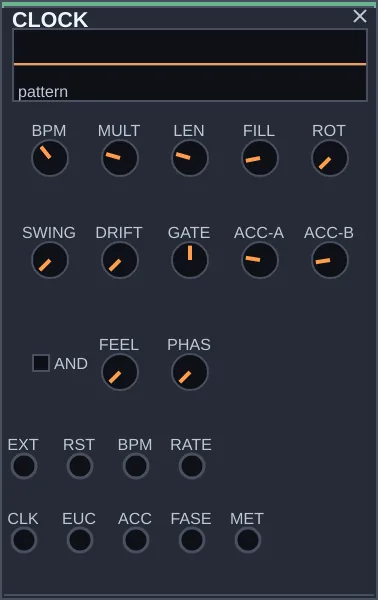 CLOCK
pattern
BPM MULT LEN FILL ROT
SWING DRIFT GATE ACC-A ACC-B
FEEL PHAS
AND
EXT RST BPM RATE
CLK EUC ACC FASE MET